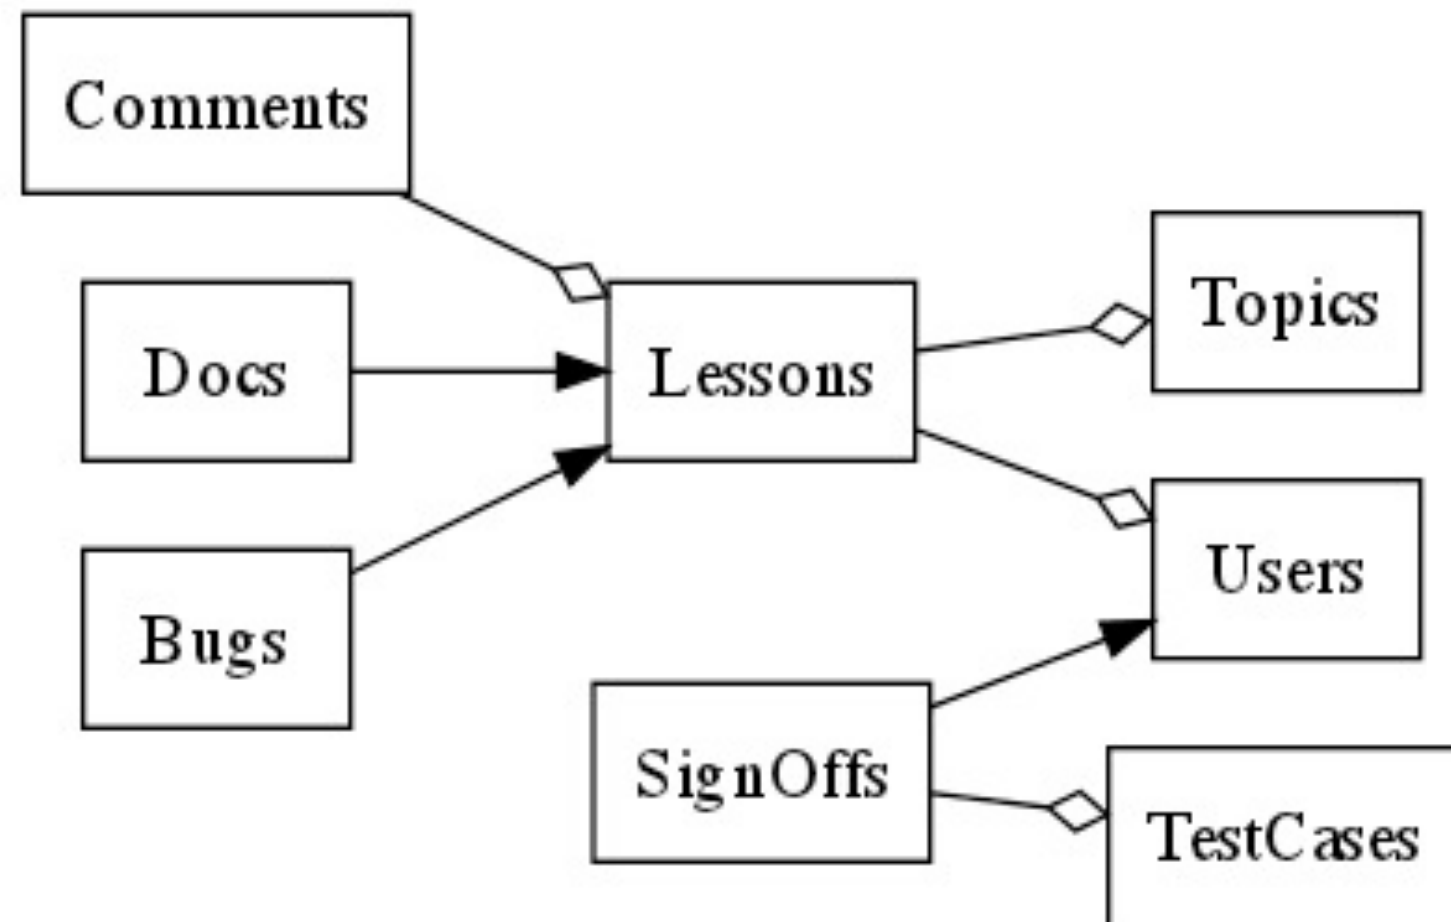 Comments
Docs
Bugs
Lessons
SignOffs
Topics
Users
TestCases